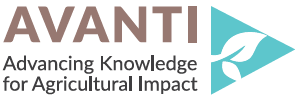 AVANTI
Advancing Knowledge
for Agricultural Impact